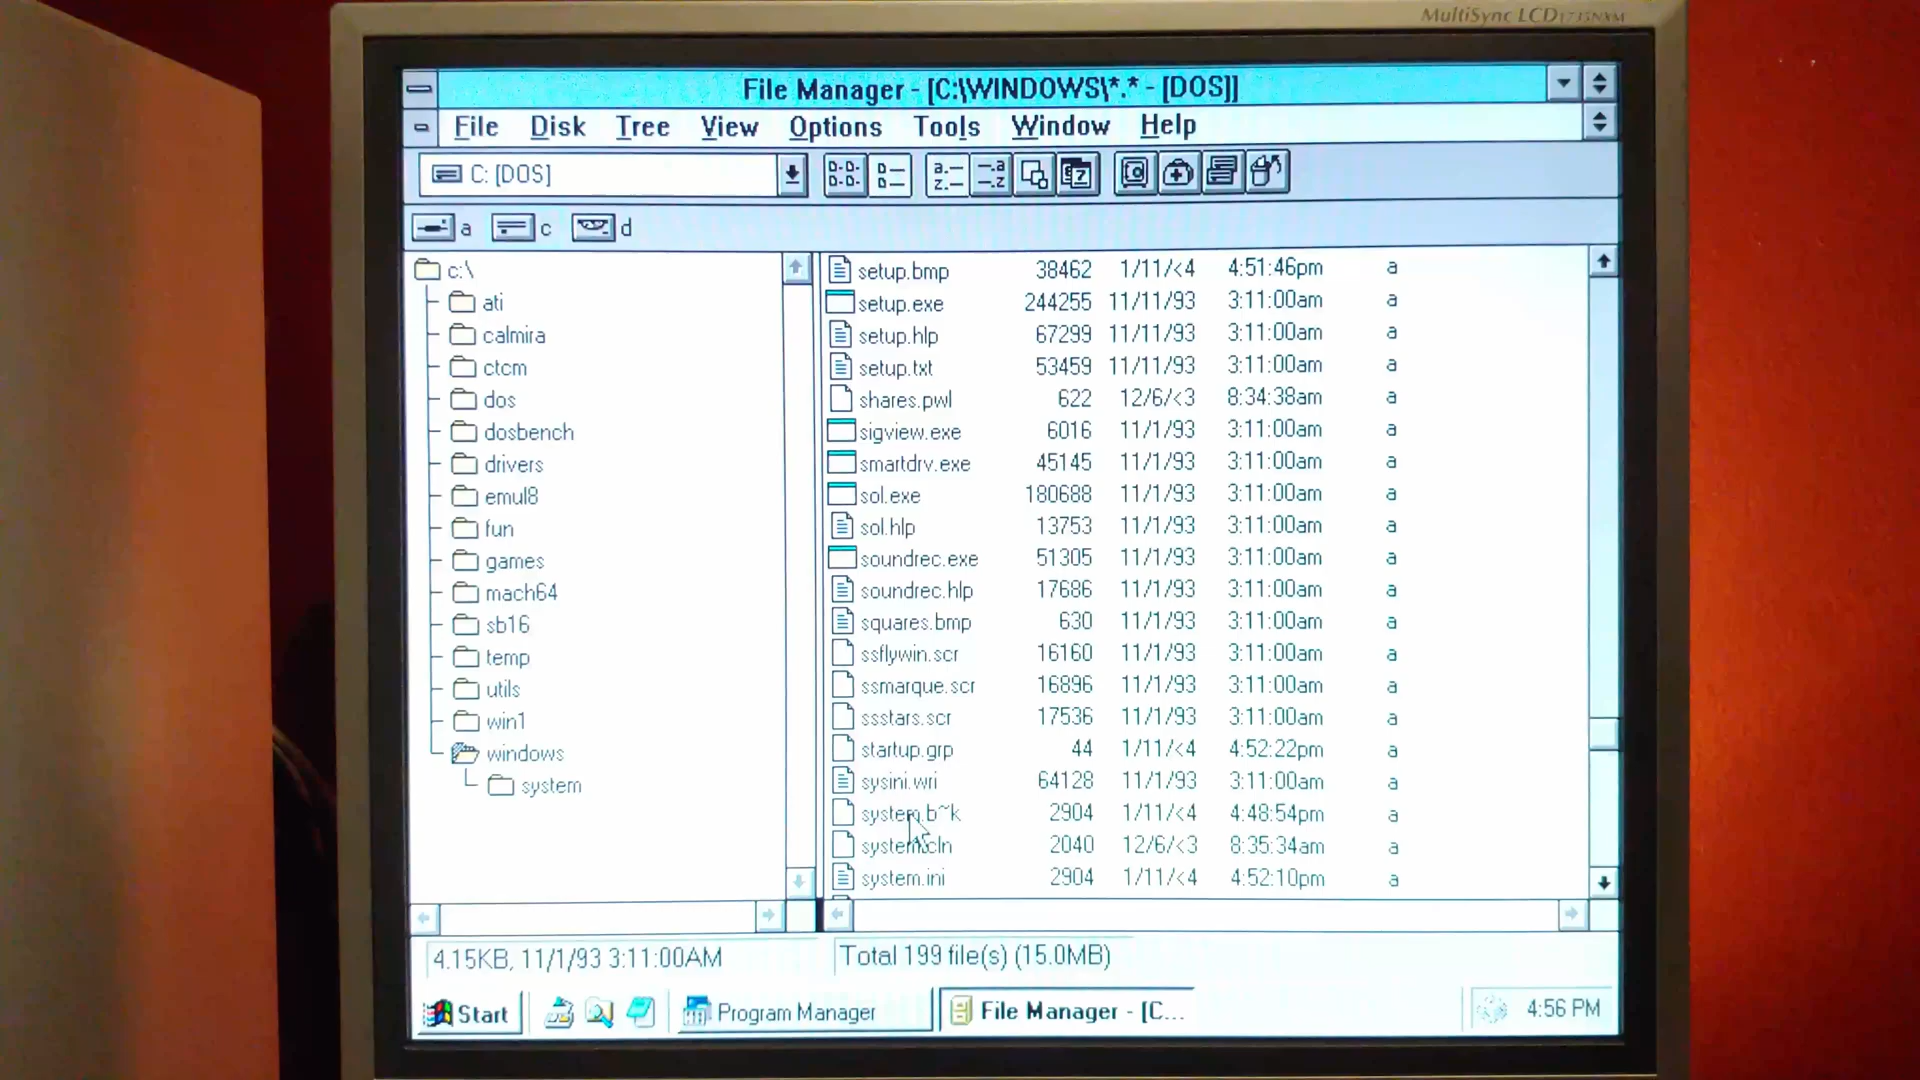 MultiSync LCD1735NXM
File Manager - [C:\WINDOWS\*.* - [DOS]]
File Disk Tree View Options Tools Window Help
C: [DOS]
a c d
c:\
ati
calmira
ctcm
dos
dosbench
drivers
emul8
fun
games
mach64
sb16
temp
utils
win1
windows
system
setup.bmp 38462 1/11/<4 4:51:46pm a
setup.exe 244255 11/11/93 3:11:00am a
setup.hlp 67299 11/11/93 3:11:00am a
setup.txt 53459 11/11/93 3:11:00am a
shares.pwl 622 12/6/<3 8:34:38am a
sigview.exe 6016 11/1/93 3:11:00am a
smartdrv.exe 45145 11/1/93 3:11:00am a
sol.exe 180688 11/1/93 3:11:00am a
sol.hlp 13753 11/1/93 3:11:00am a
soundrec.exe 51305 11/1/93 3:11:00am a
soundrec.hlp 17686 11/1/93 3:11:00am a
squares.bmp 630 11/1/93 3:11:00am a
ssflywin.scr 16160 11/1/93 3:11:00am a
ssmarque.scr 16896 11/1/93 3:11:00am a
ssstars.scr 17536 11/1/93 3:11:00am a
startup.grp 44 1/11/<4 4:52:22pm a
sysini.wri 64128 11/1/93 3:11:00am a
system.b~k 2904 1/11/<4 4:48:54pm a
system.cln 2040 12/6/<3 8:35:34am a
system.ini 2904 1/11/<4 4:52:10pm a
4.15KB, 11/1/93 3:11:00AM Total 199 file(s) (15.0MB)
Start Program Manager File Manager - [C... 4:56 PM